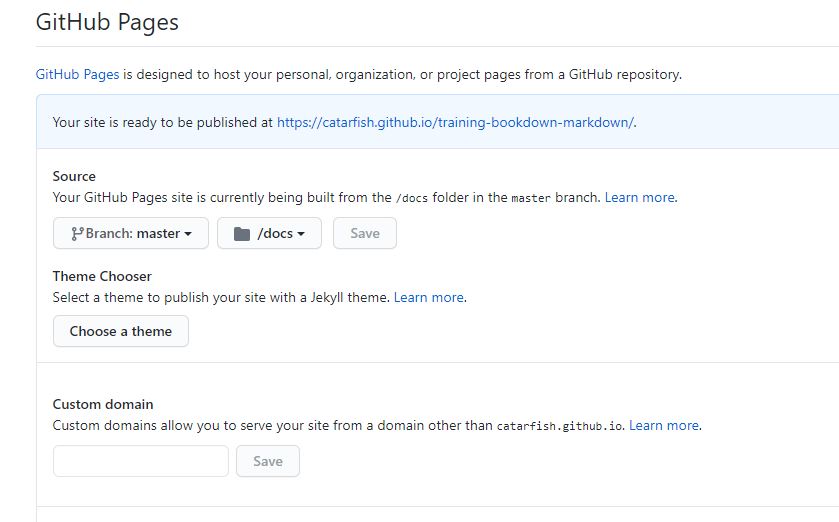 GitHub Pages
GitHub Pages is designed to host your personal, organization, or project pages from a GitHub repository.
Your site is ready to be published at https://catarfish.github.io/training-bookdown-markdown/.
Source
Your GitHub Pages site is currently being built from the /docs folder in the master branch. Learn more.
Branch: master /docs Save
Theme Chooser
Select a theme to publish your site with a Jekyll theme. Learn more.
Choose a theme
Custom domain
Custom domains allow you to serve your site from a domain other than catarfish.github.io. Learn more.
Save